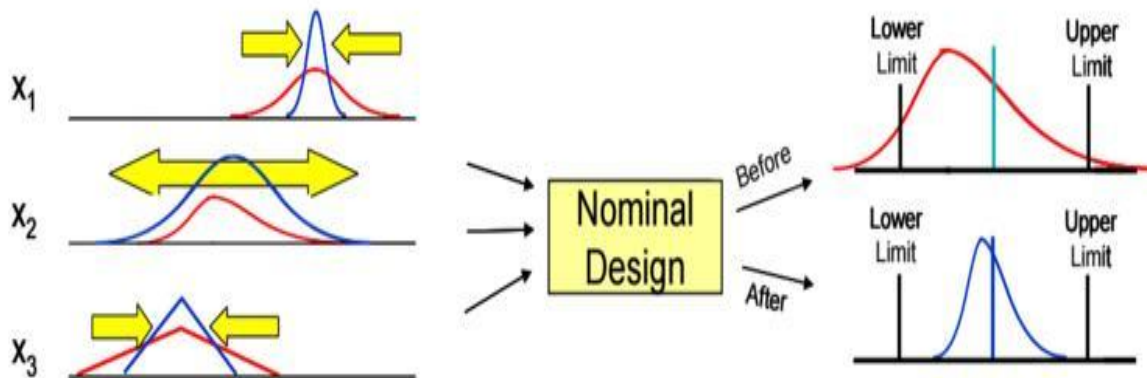 X1
X2
X3
Nominal
Design
Before
After
Lower
Limit
Upper
Limit
Lower
Limit
Upper
Limit